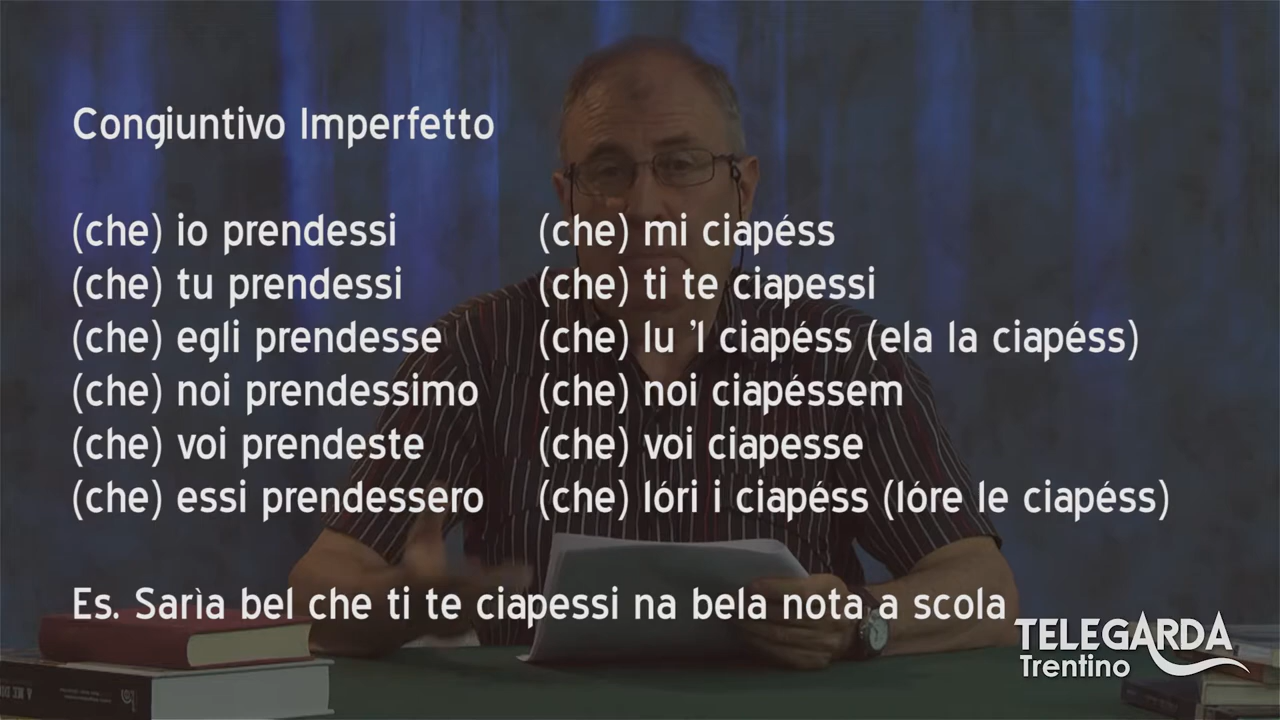 Congiuntivo Imperfetto
(che) io prendessi (che) mi ciapéss
(che) tu prendessi (che) ti te ciapessi
(che) egli prendesse (che) lu 'l ciapéss (ela la ciapéss)
(che) noi prendessimo (che) noi ciapéssem
(che) voi prendeste (che) voi ciapesse
(che) essi prendessero (che) lóri i ciapéss (lóre le ciapéss)
Es. Sarìa bel che ti te ciapessi na bela nota a scola
TELEGARDA
Trentino